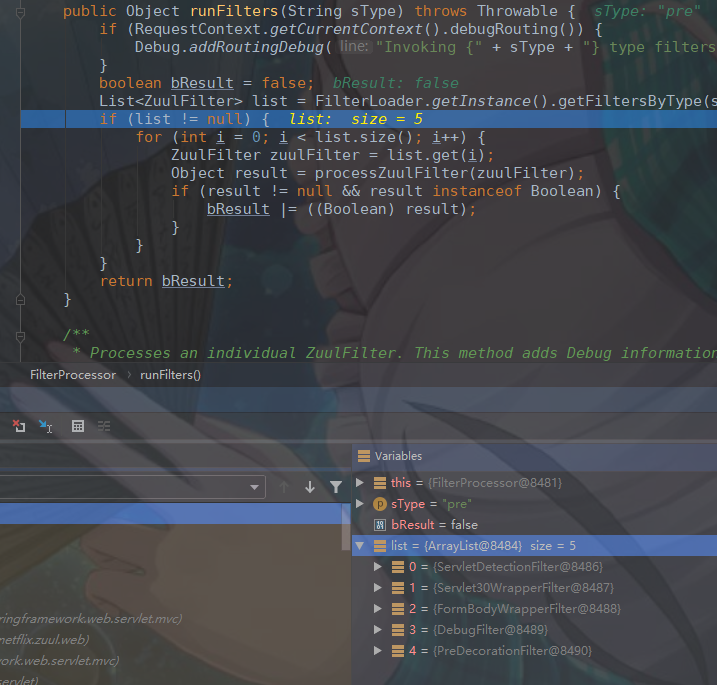 public Object runFilters(String sType) throws Throwable {  sType: "pre"
if (RequestContext.getCurrentContext().debugRouting()) {
Debug.addRoutingDebug( line: "Invoking {" + sType + "} type filters
}
boolean bResult = false;  bResult: false
List<ZuulFilter> list = FilterLoader.getInstance().getFiltersByType(s
if (list != null) {  list:  size = 5
for (int i = 0; i < list.size(); i++) {
ZuulFilter zuulFilter = list.get(i);
Object result = processZuulFilter(zuulFilter);
if (result != null && result instanceof Boolean) {
bResult |= ((Boolean) result);
}
}
}
return bResult;
}
/**
* Processes an individual ZuulFilter. This method adds Debug information
FilterProcessor › runFilters()
Variables
this = {FilterProcessor@8481}
p sType = "pre"
bResult = false
list = {ArrayList@8484}  size = 5
0 = {ServletDetectionFilter@8486}
1 = {Servlet30WrapperFilter@8487}
2 = {FormBodyWrapperFilter@8488}
3 = {DebugFilter@8489}
4 = {PreDecorationFilter@8490}
ringframework.web.servlet.mvc)
netflix.zuul.web)
work.web.servlet.mvc)
servlet)